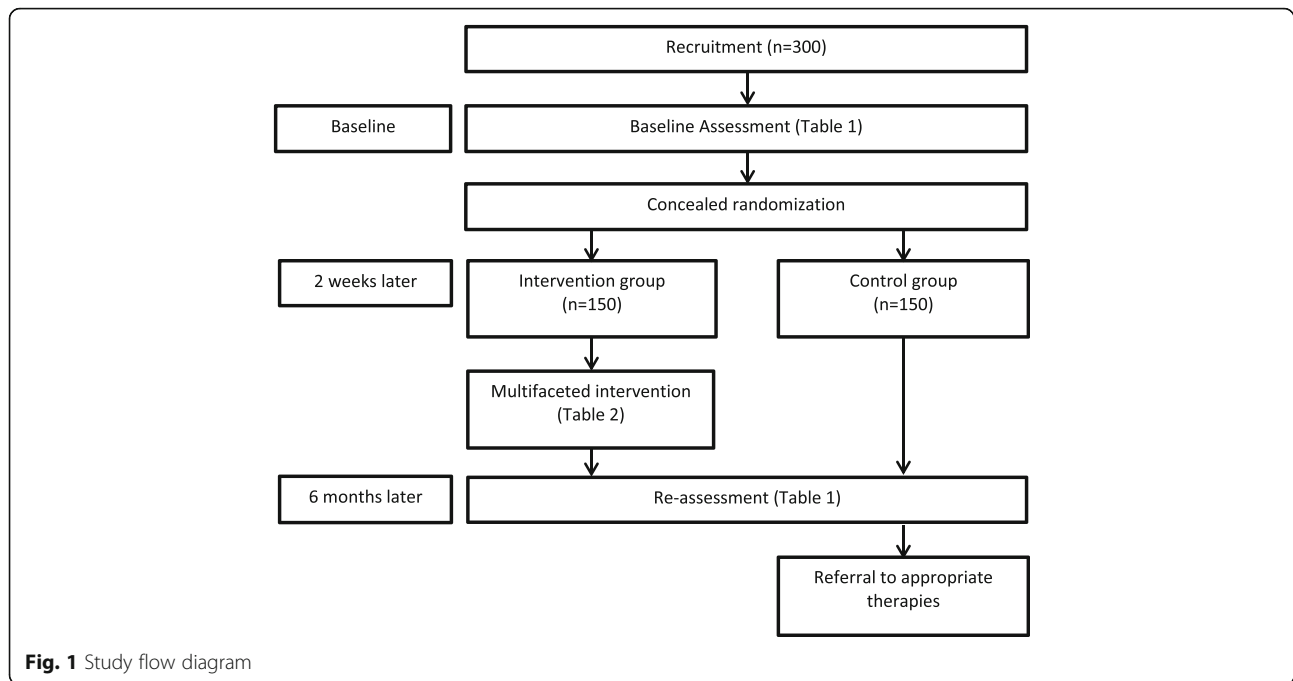 Recruitment (n=300)
Baseline
Baseline Assessment (Table 1)
Concealed randomization
2 weeks later
Intervention group
(n=150)
Control group
(n=150)
Multifaceted intervention
(Table 2)
6 months later
Re-assessment (Table 1)
Referral to appropriate
therapies
Fig. 1 Study flow diagram